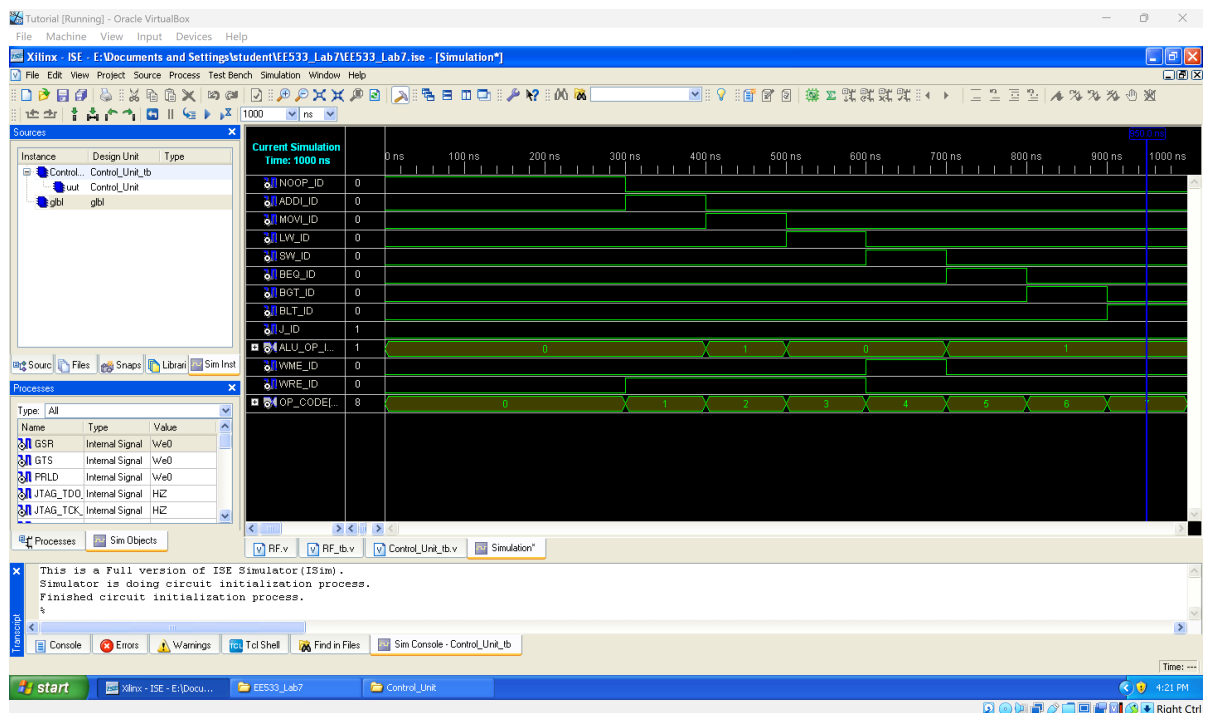 Tutorial [Running] - Oracle VirtualBox
File Machine View Input Devices Help
Xilinx - ISE - E:\Documents and Settings\student\EE533_Lab7\EE533_Lab7.ise - [Simulation*]
File Edit View Project Source Process Test Bench Simulation Window Help
1000 ns
Sources
Instance Design Unit Type
Control... Control_Unit_tb
uut Control_Unit
glbl glbl
Sourc Files Snaps Librari Sim Inst
Processes
Type: All
Name Type Value
GSR Internal Signal We0
GTS Internal Signal We0
PRLD Internal Signal We0
JTAG_TDO_ Internal Signal HiZ
JTAG_TCK_ Internal Signal HiZ
Processes Sim Objects
Current Simulation
Time: 1000 ns
0 ns 100 ns 200 ns 300 ns 400 ns 500 ns 600 ns 700 ns 800 ns 900 ns 1000 ns
NOOP_ID 0
ADDI_ID 0
MOVI_ID 0
LW_ID 0
SW_ID 0
BEQ_ID 0
BGT_ID 0
BLT_ID 0
J_ID 1
ALU_OP_I... 1 0 1 0 1
WME_ID 0
WRE_ID 0
OP_CODE[... 8 0 1 2 3 4 5 6 7
RF.v RF_tb.v Control_Unit_tb.v Simulation*
This is a Full version of ISE Simulator(ISim).
Simulator is doing circuit initialization process.
Finished circuit initialization process.
%
Transcript
Console Errors Warnings Tcl Shell Find in Files Sim Console - Control_Unit_tb
Time: ---
start Xilinx - ISE - E:\Docu... EE533_Lab7 Control_Unit 4:21 PM
Right Ctrl